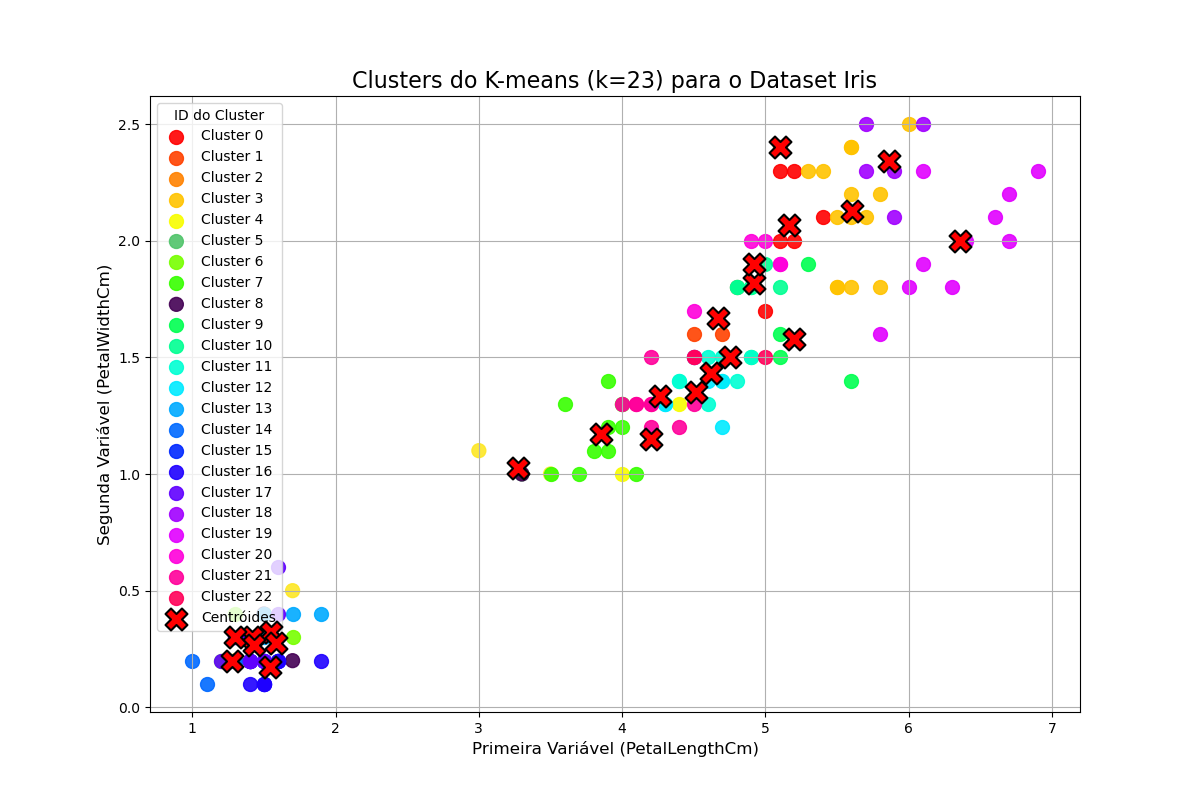 Clusters do K-means (k=23) para o Dataset Iris
ID do Cluster
Cluster 0
Cluster 1
Cluster 2
Cluster 3
Cluster 4
Cluster 5
Cluster 6
Cluster 7
Cluster 8
Cluster 9
Cluster 10
Cluster 11
Cluster 12
Cluster 13
Cluster 14
Cluster 15
Cluster 16
Cluster 17
Cluster 18
Cluster 19
Cluster 20
Cluster 21
Cluster 22
Centróides
Segunda Variável (PetalWidthCm)
2.5
2.0
1.5
1.0
0.5
0.0
1 2 3 4 5 6 7
Primeira Variável (PetalLengthCm)